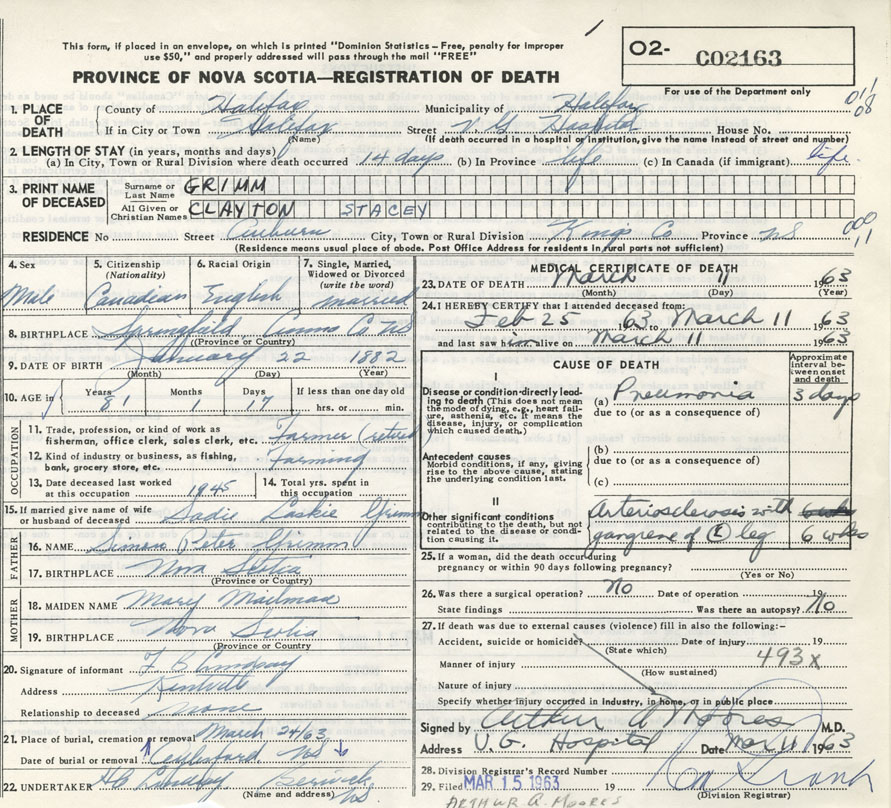 This form, if placed in an envelope, on which is printed "Dominion Statistics - Free, penalty for improper
use $50," and properly addressed will pass through the mail "FREE"
PROVINCE OF NOVA SCOTIA—REGISTRATION OF DEATH
O2- C02163
For use of the Department only
1. PLACE OF DEATH County of Halifax Municipality of Halifax
If in City or Town Halifax Street V G Hospital House No.
(Name) (If death occurred in a hospital or institution, give the name instead of street and number)
2. LENGTH OF STAY (in years, months and days)
(a) In City, Town or Rural Division where death occurred 14 days (b) In Province life (c) In Canada (if immigrant) life
3. PRINT NAME OF DECEASED Surname or Last Name GRIMM
All Given or Christian Names CLAYTON STACEY
RESIDENCE No Street Auburn City, Town or Rural Division Kings Co Province NS
(Residence means usual place of abode. Post Office Address for residents in rural parts not sufficient)
4. Sex Male
5. Citizenship (Nationality) Canadian
6. Racial Origin English
7. Single, Married, Widowed or Divorced (write the word) married
8. BIRTHPLACE Springfield Anna Co NS
(Province or Country)
9. DATE OF BIRTH January 22 1882
(Month) (Day) (Year)
10. AGE in Years 81 Months 1 Days 17 If less than one day old hrs. or min.
OCCUPATION
11. Trade, profession or kind of work as fisherman, office clerk, sales clerk, etc. Farmer (retired
12. Kind of industry or business, as fishing, bank, grocery store, etc. Farming
13. Date deceased last worked at this occupation 1945
14. Total yrs. spent in this occupation
15. If married give name of wife or husband of deceased Sadie Grimm
FATHER
16. NAME Simon Peter Grimm
17. BIRTHPLACE Nova Scotia
(Province or Country)
MOTHER
18. MAIDEN NAME Mary Mailman
19. BIRTHPLACE Nova Scotia
(Province or Country)
20. Signature of informant F B Lindsay
Address Kentville
Relationship to deceased none
21. Place of burial, cremation or removal March 24/63
Date of burial or removal NS
22. UNDERTAKER Berwick NS
(Name and address)
MEDICAL CERTIFICATE OF DEATH
23. DATE OF DEATH March 11 1963
(Month) (Day) (Year)
24. I HEREBY CERTIFY that I attended deceased from:
Feb 25 1963 to March 11 1963
and last saw him alive on March 11 1963
CAUSE OF DEATH
Approximate interval between onset and death
I
Disease or condition directly leading to death (This does not mean the mode of dying, e.g., heart failure, asthenia, etc. It means the disease, injury, or complication which caused death.)
(a) Pneumonia 3 days
due to (or as a consequence of)
Antecedent causes
Morbid conditions, if any, giving rise to the above cause, stating the underlying condition last.
(b)
due to (or as a consequence of)
(c)
II
Other significant conditions contributing to the death, but not related to the disease or condition causing it.
Arteriosclerosis with
gangrene of L leg 6 wks
25. If a woman, did the death occur during pregnancy or within 90 days following pregnancy?
(Yes or No)
26. Was there a surgical operation? No Date of operation 19
State findings Was there an autopsy? No
27. If death was due to external causes (violence) fill in also the following:-
Accident, suicide or homicide? Date of injury 19
(State which)
Manner of injury 493x
(How sustained)
Nature of injury
Specify whether injury occurred in industry, in home, or in public place
Signed by Arthur A Moores M.D.
Address V.G. Hospital Date Mar 11 1963
28. Division Registrar's Record Number
29. Filed MAR 15 1963 19
(Division Registrar)
ARTHUR A. MOORES